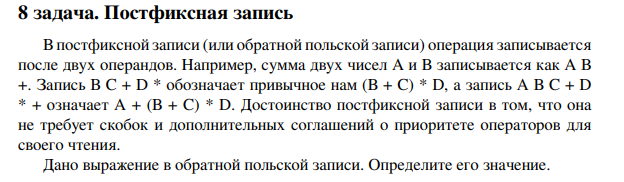 8 задача. Постфиксная запись
В постфиксной записи (или обратной польской записи) операция записывается
после двух операндов. Например, сумма двух чисел A и B записывается как A B
+. Запись B C + D * обозначает привычное нам (B + C) * D, а запись A B C + D
* + означает A + (B + C) * D. Достоинство постфиксной записи в том, что она
не требует скобок и дополнительных соглашений о приоритете операторов для
своего чтения.
Дано выражение в обратной польской записи. Определите его значение.